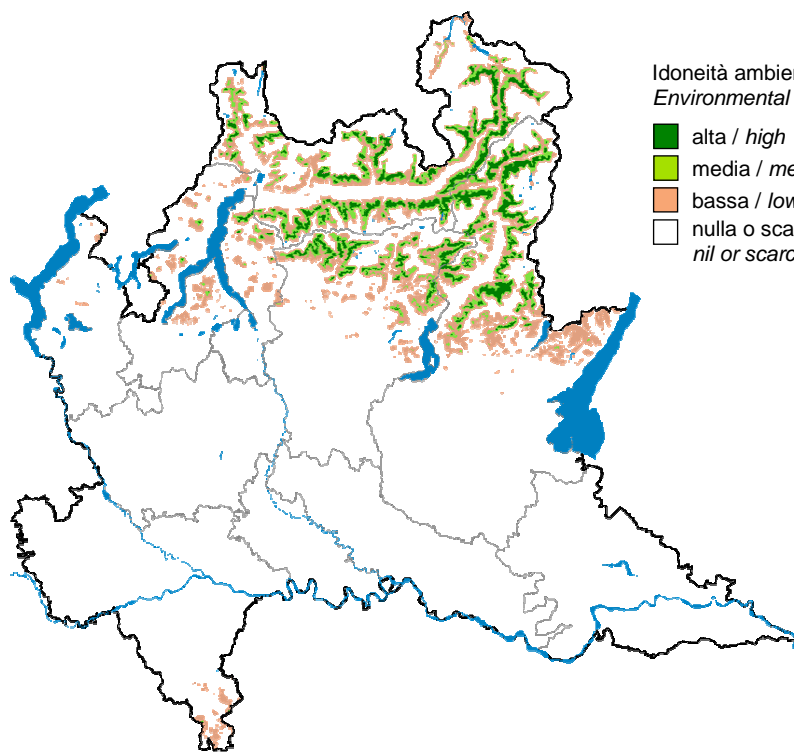 Idoneità ambien
Environmental
alta / high
media / me
bassa / low
nulla o sca
nil or scarc